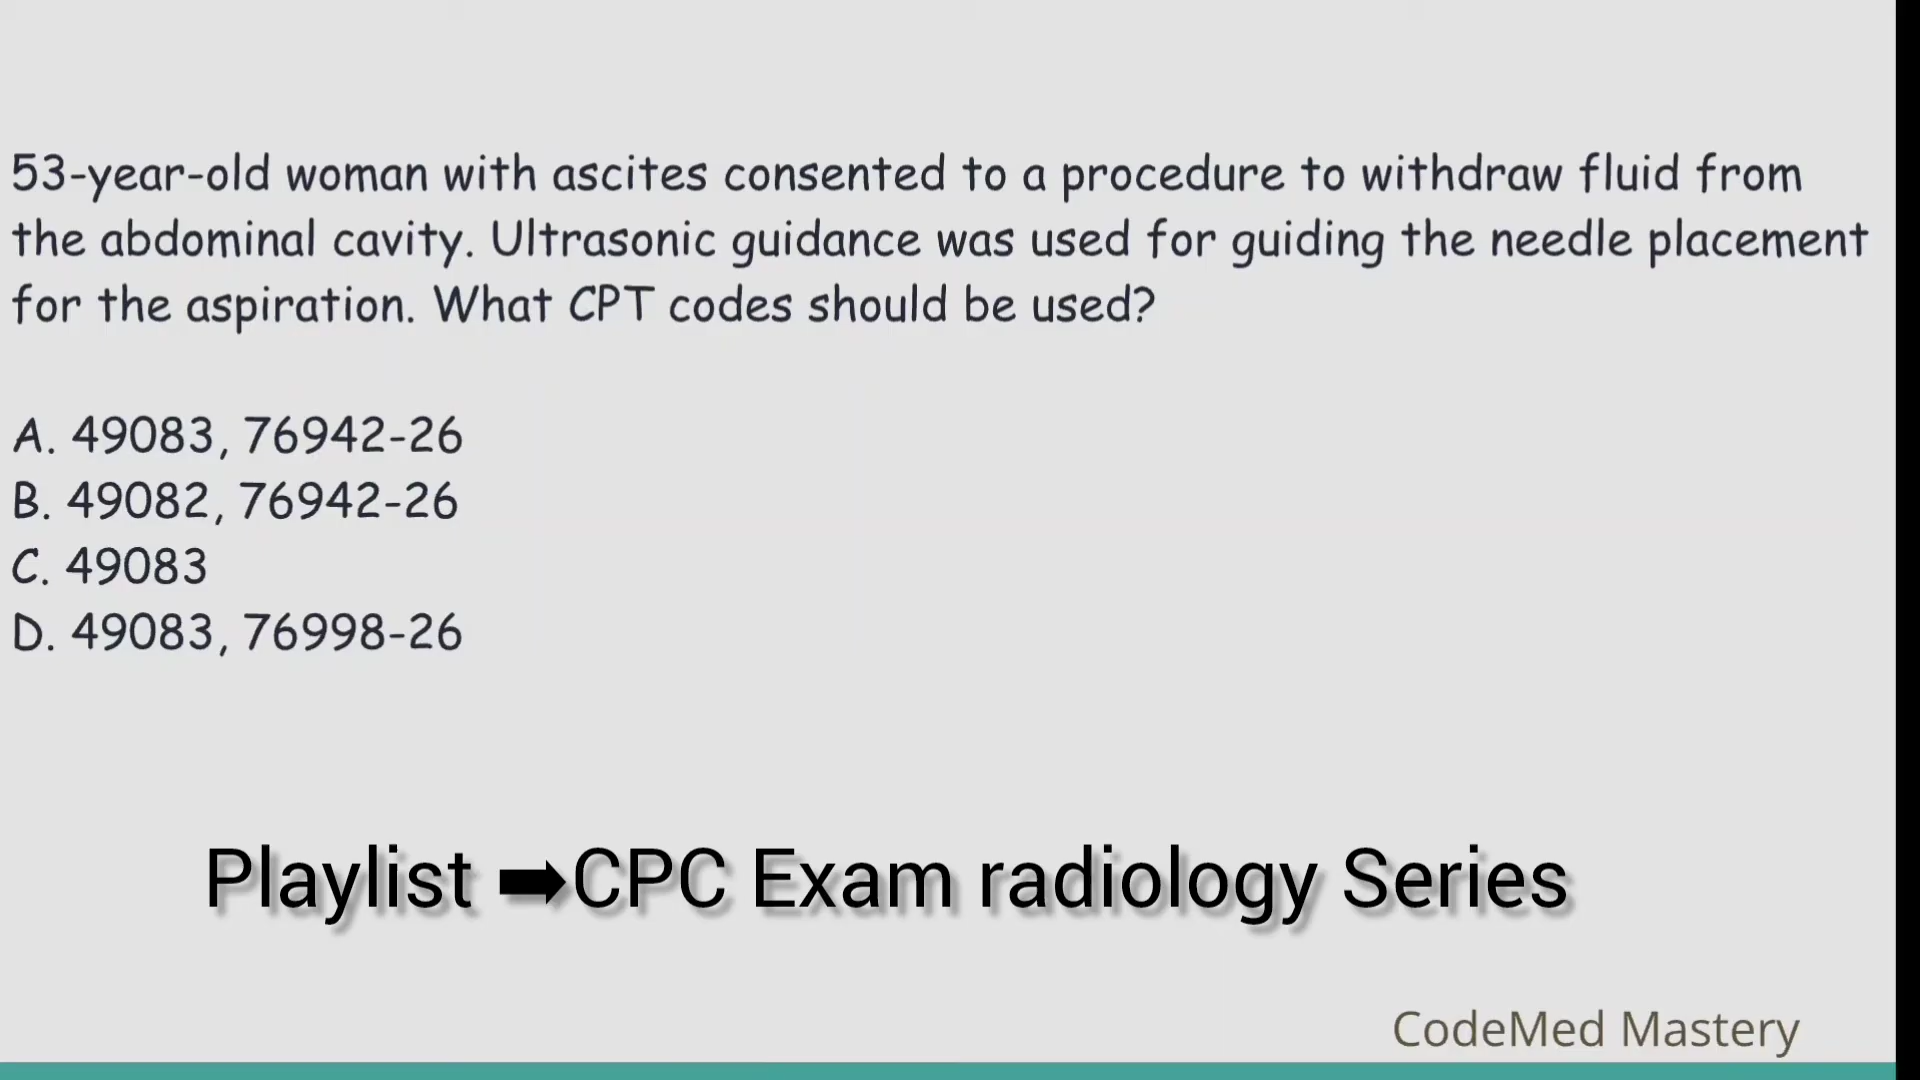 53-year-old woman with ascites consented to a procedure to withdraw fluid from
the abdominal cavity. Ultrasonic guidance was used for guiding the needle placement
for the aspiration. What CPT codes should be used?
A. 49083, 76942-26
B. 49082, 76942-26
C. 49083
D. 49083, 76998-26
Playlist ➡CPC Exam radiology Series
CodeMed Mastery